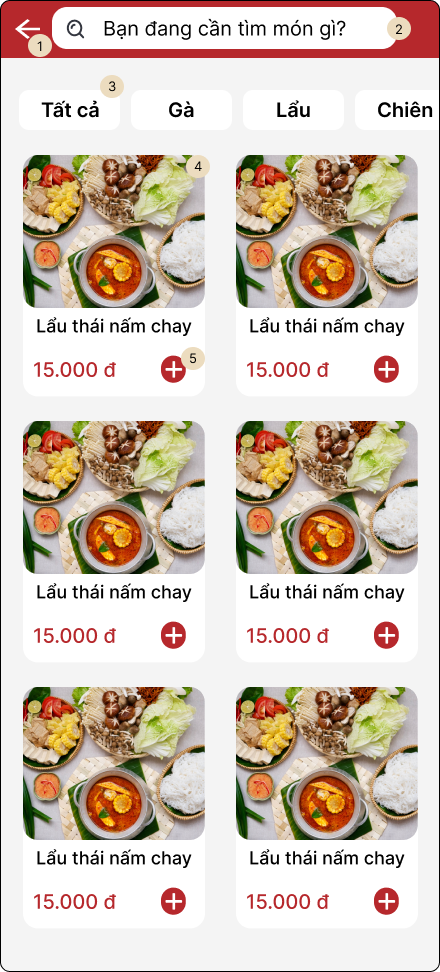 1
Bạn đang cần tìm món gì?
2
3
Tất cả
Gà
Lẩu
Chiên
4
Lẩu thái nấm chay
Lẩu thái nấm chay
15.000 đ
5
15.000 đ
Lẩu thái nấm chay
Lẩu thái nấm chay
15.000 đ
15.000 đ
Lẩu thái nấm chay
Lẩu thái nấm chay
15.000 đ
15.000 đ